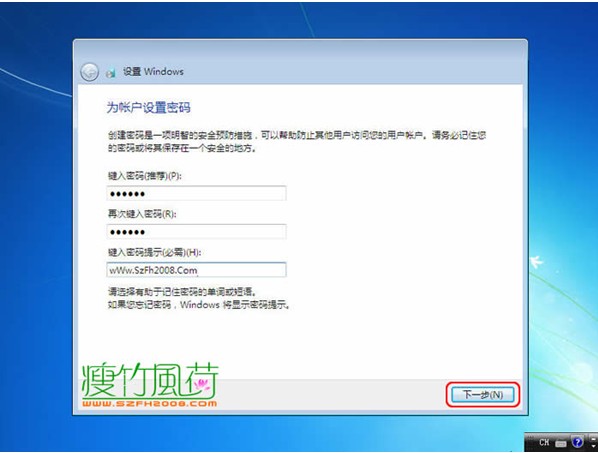 设置 Windows
为帐户设置密码
创建密码是一项明智的安全预防措施，可以帮助防止其他用户访问您的用户帐户。请务必记住您
的密码或将其保存在一个安全的地方。
键入密码(推荐)(P):
●●●●●●
再次键入密码(R):
●●●●●●
键入密码提示(必需)(H):
wWw.SzFh2008.Com
请选择有助于记住密码的单词或短语。
如果您忘记密码，Windows 将显示密码提示。
瘦竹風荷
WWW.SZFH2008.COM
下一步(N)
CH
?